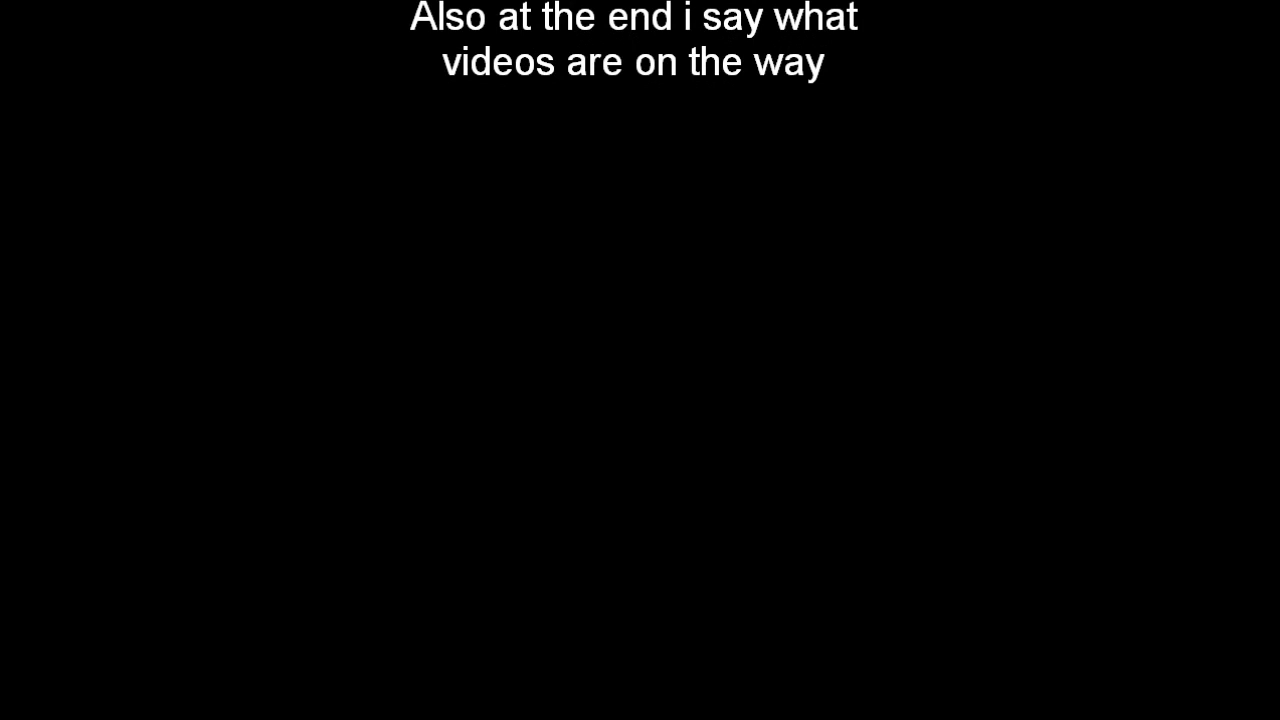 Also at the end i say what
videos are on the way